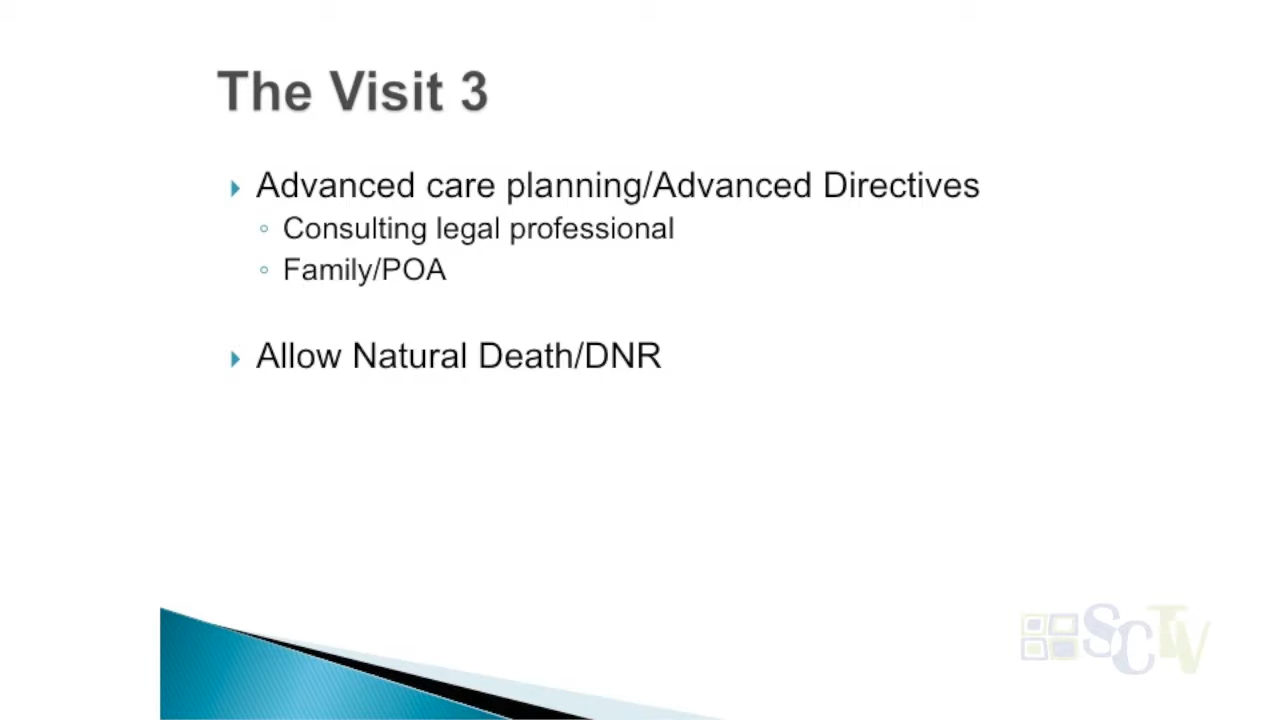 The Visit 3
Advanced care planning/Advanced Directives
Consulting legal professional
Family/POA
Allow Natural Death/DNR
SCTV